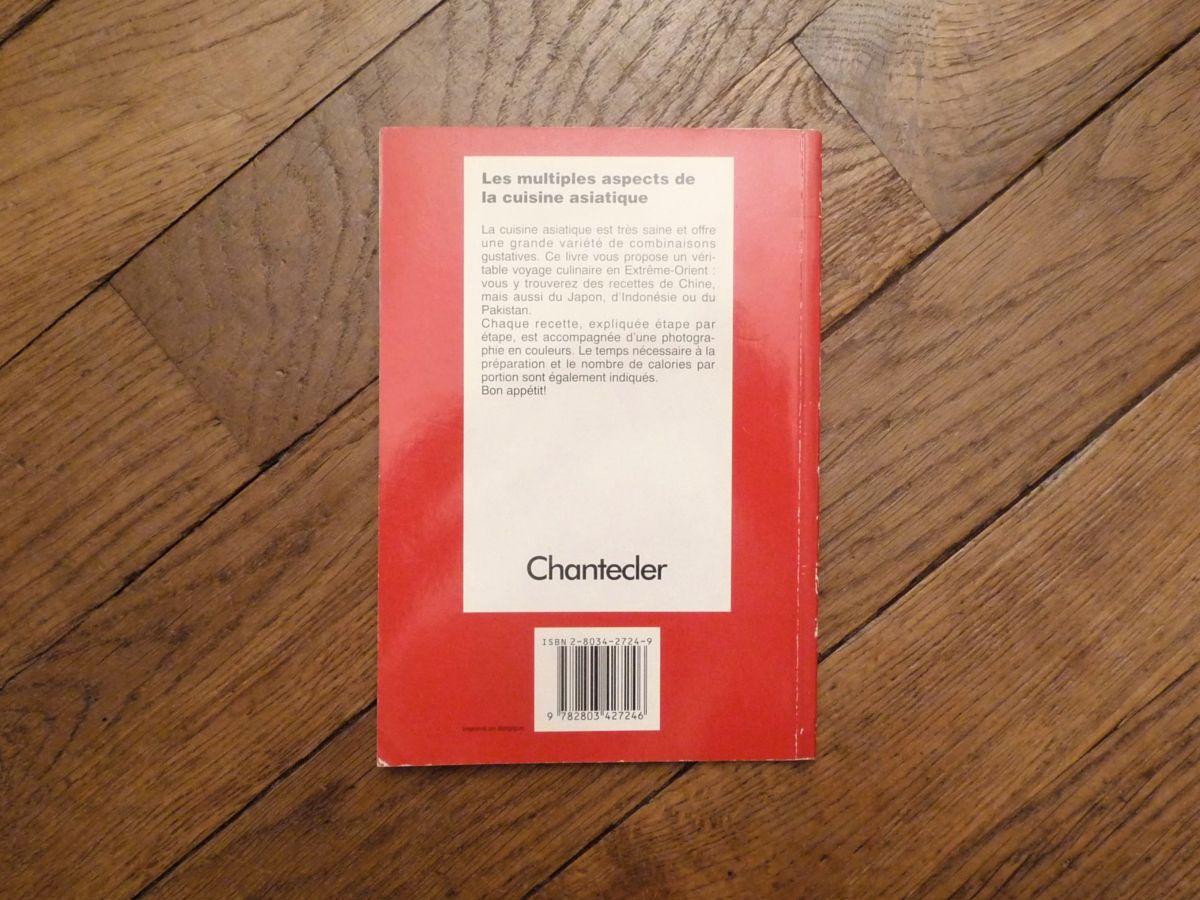 Les multiples aspects de
la cuisine asiatique
La cuisine asiatique est très saine et offre
une grande variété de combinaisons
gustatives. Ce livre vous propose un véri-
table voyage culinaire en Extrême-Orient :
vous y trouverez des recettes de Chine,
mais aussi du Japon, d'Indonésie ou du
Pakistan.
Chaque recette, expliquée étape par
étape, est accompagnée d'une photogra-
phie en couleurs. Le temps nécessaire à la
préparation et le nombre de calories par
portion sont également indiqués.
Bon appétit!
Chantecler
ISBN 2-8034-2724-9
9 782803 427246
Imprimé en Belgique